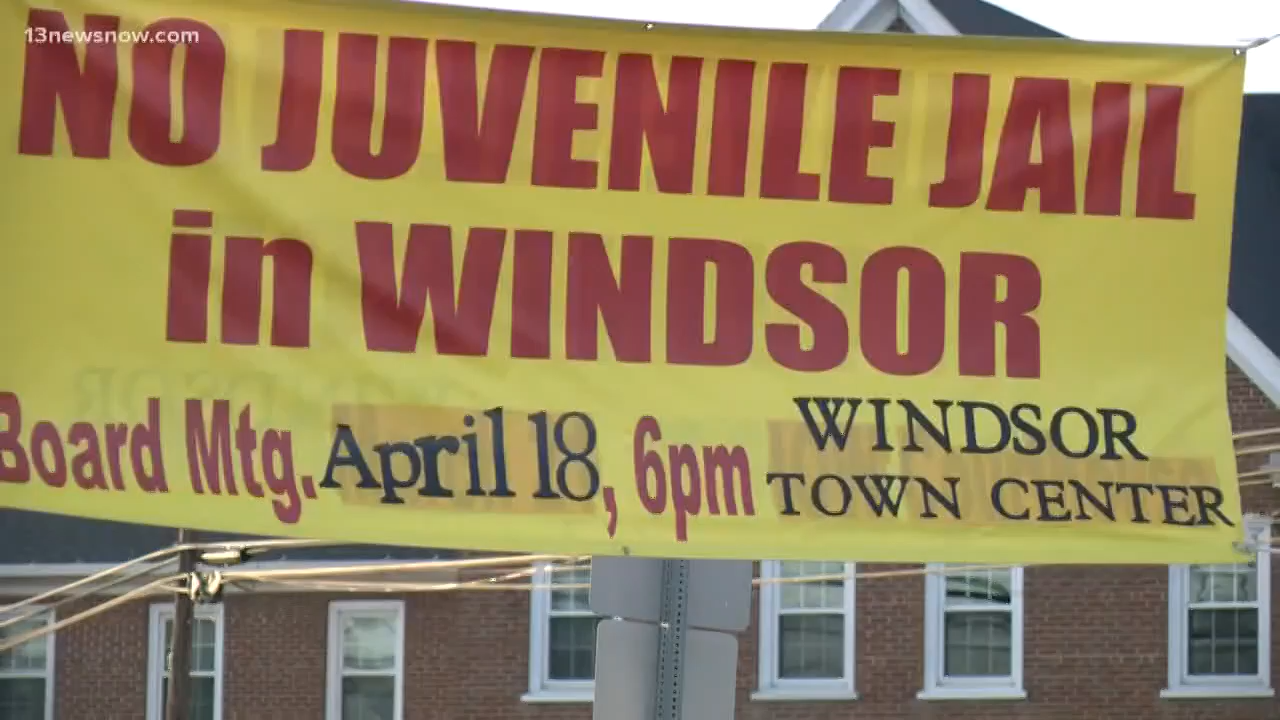 13newsnow.com
NO JUVENILE JAIL
in WINDSOR
Board Mtg. April 18, 6pm WINDSOR
TOWN CENTER